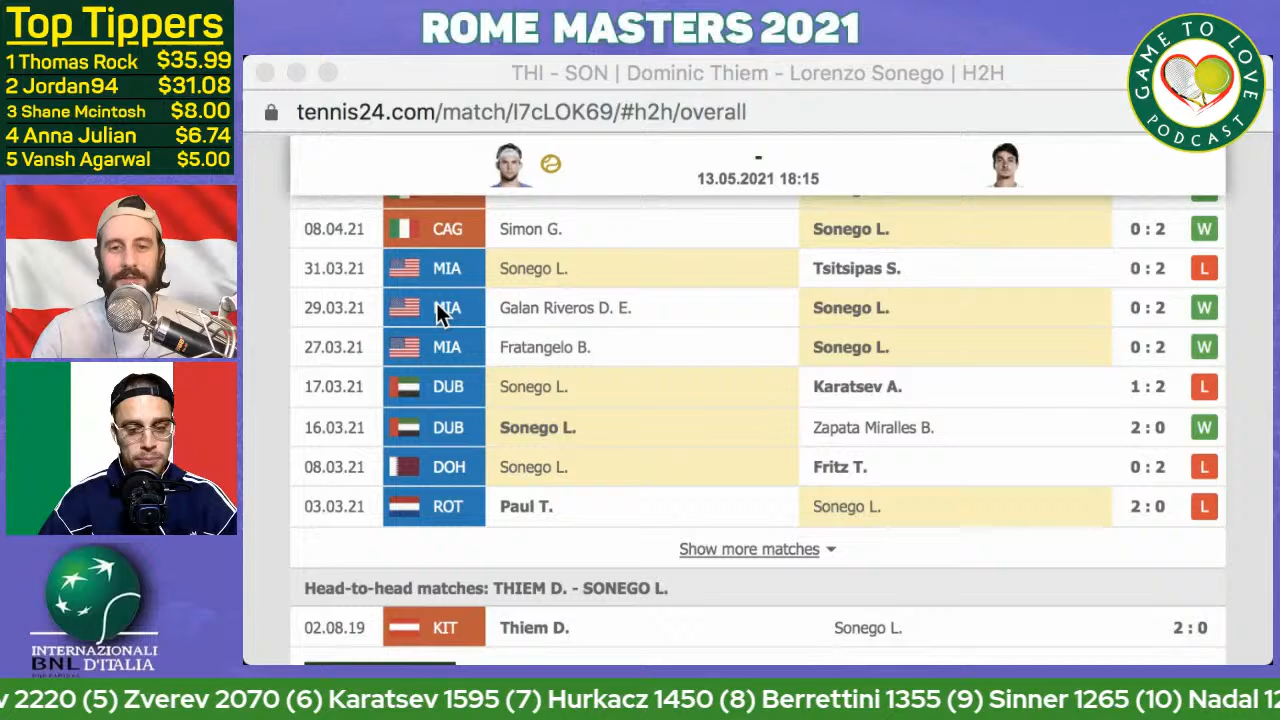 Top Tippers
1 Thomas Rock $35.99
2 Jordan94 $31.08
3 Shane Mcintosh $8.00
4 Anna Julian $6.74
5 Vansh Agarwal $5.00
ROME MASTERS 2021
GAME TO LOVE
PODCAST
THI - SON | Dominic Thiem - Lorenzo Sonego | H2H
tennis24.com/match/I7cLOK69/#h2h/overall
-
13.05.2021 18:15
08.04.21 CAG Simon G. Sonego L. 0 : 2 W
31.03.21 MIA Sonego L. Tsitsipas S. 0 : 2 L
29.03.21 MIA Galan Riveros D. E. Sonego L. 0 : 2 W
27.03.21 MIA Fratangelo B. Sonego L. 0 : 2 W
17.03.21 DUB Sonego L. Karatsev A. 1 : 2 L
16.03.21 DUB Sonego L. Zapata Miralles B. 2 : 0 W
08.03.21 DOH Sonego L. Fritz T. 0 : 2 L
03.03.21 ROT Paul T. Sonego L. 2 : 0 L
Show more matches
Head-to-head matches: THIEM D. - SONEGO L.
02.08.19 KIT Thiem D. Sonego L. 2 : 0
INTERNAZIONALI
BNL D'ITALIA
v 2220 (5) Zverev 2070 (6) Karatsev 1595 (7) Hurkacz 1450 (8) Berrettini 1355 (9) Sinner 1265 (10) Nadal 12